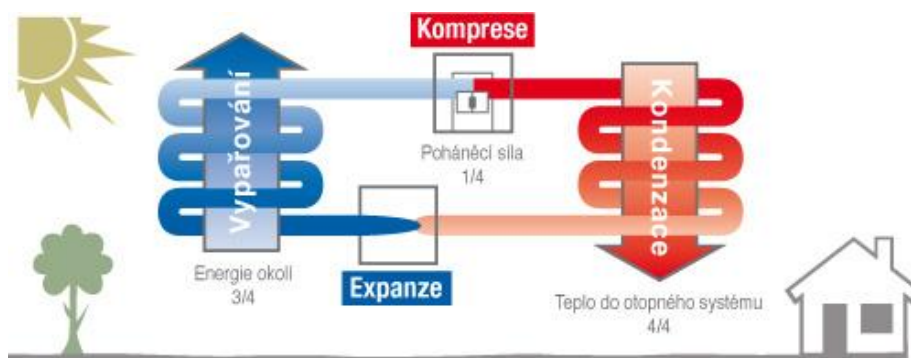 Komprese
Vypařování
Kondenzace
Poháněcí síla
1/4
Energie okolí
3/4
Expanze
Teplo do otopného systému
4/4